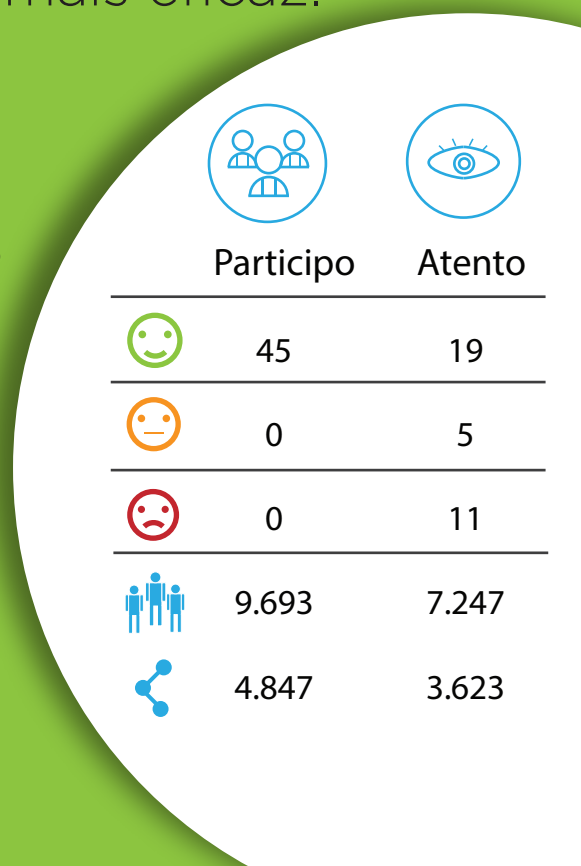 mais eficaz.
Participo Atento
45 19
0 5
0 11
9.693 7.247
4.847 3.623